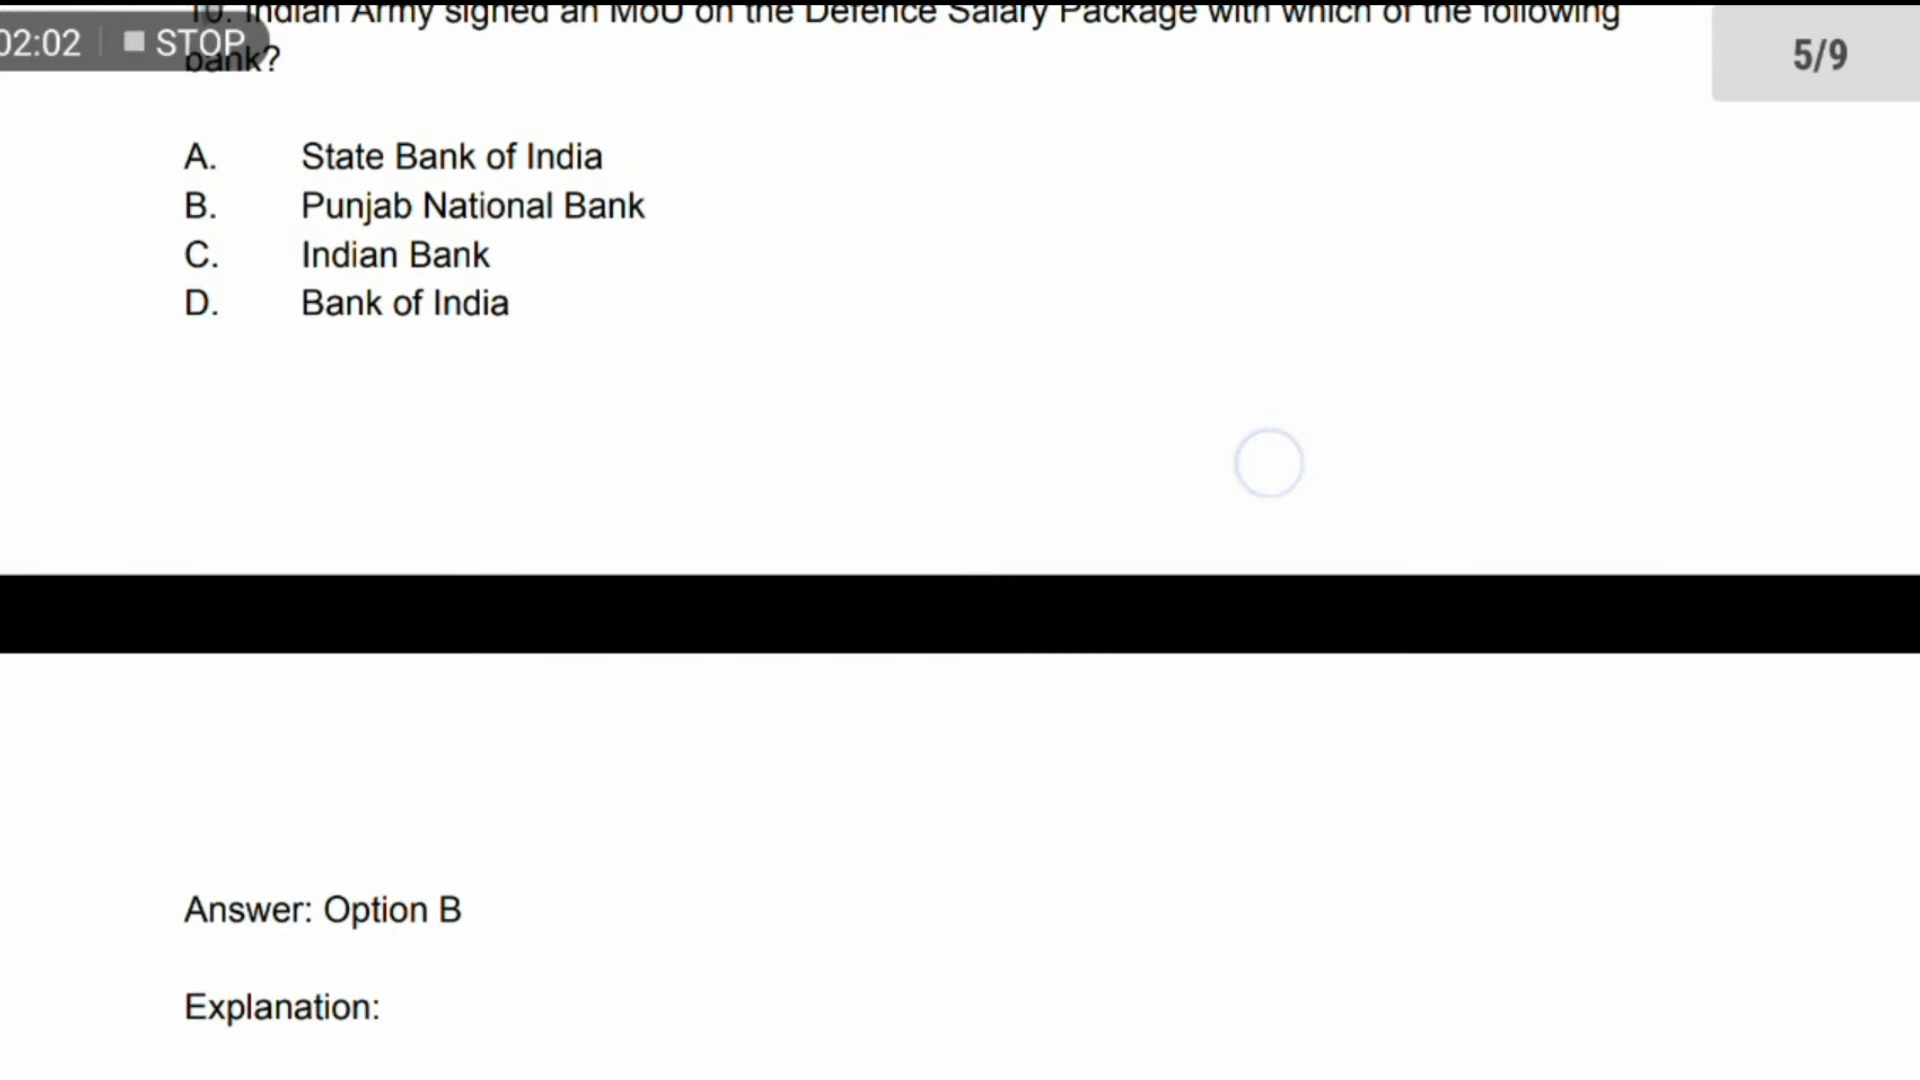 10. Indian Army signed an MoU on the Defence Salary Package with which of the following
02:02 STOP
bank?
5/9
A. State Bank of India
B. Punjab National Bank
C. Indian Bank
D. Bank of India
Answer: Option B
Explanation: